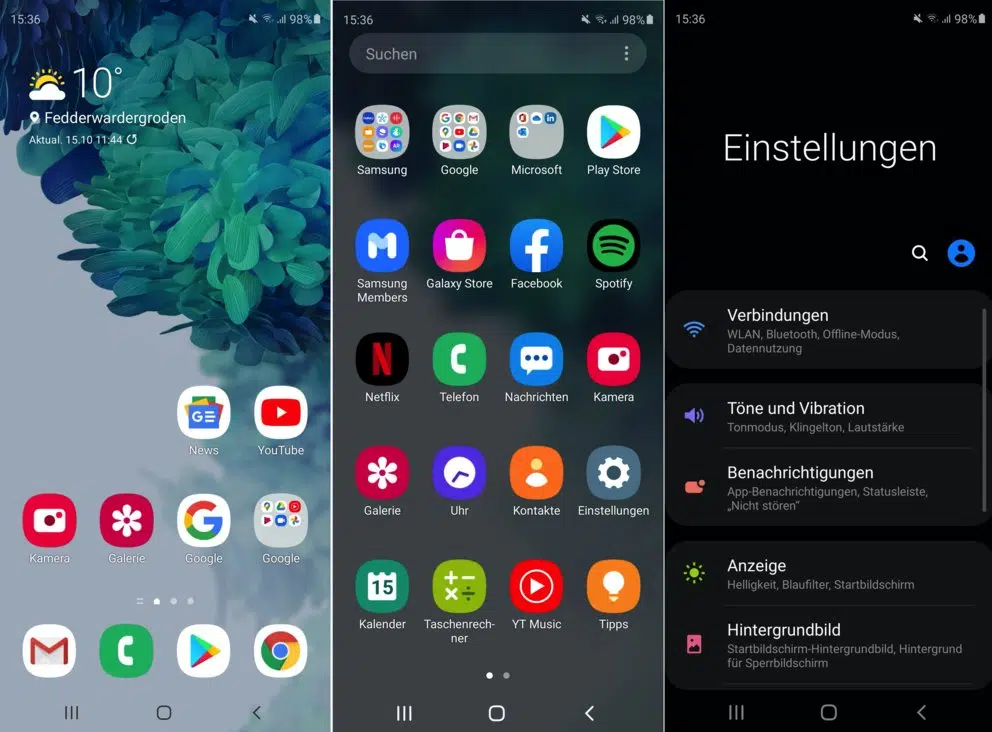 15:36
98%
10°
Fedderwardergroden
Aktual. 15.10 11:44
GE
News
YouTube
Kamera
Galerie
Google
Google
15:36
98%
Suchen
Samsung
Google
Microsoft
Play Store
Samsung
Members
Galaxy Store
Facebook
Spotify
Netflix
Telefon
Nachrichten
Kamera
Galerie
Uhr
Kontakte
Einstellungen
15
Kalender
Taschenrech-
ner
YT Music
Tipps
15:36
98%
Einstellungen
Verbindungen
WLAN, Bluetooth, Offline-Modus,
Datennutzung
Töne und Vibration
Tonmodus, Klingelton, Lautstärke
Benachrichtigungen
App-Benachrichtigungen, Statusleiste,
„Nicht stören“
Anzeige
Helligkeit, Blaufilter, Startbildschirm
Hintergrundbild
Startbildschirm-Hintergrundbild, Hintergrund
für Sperrbildschirm